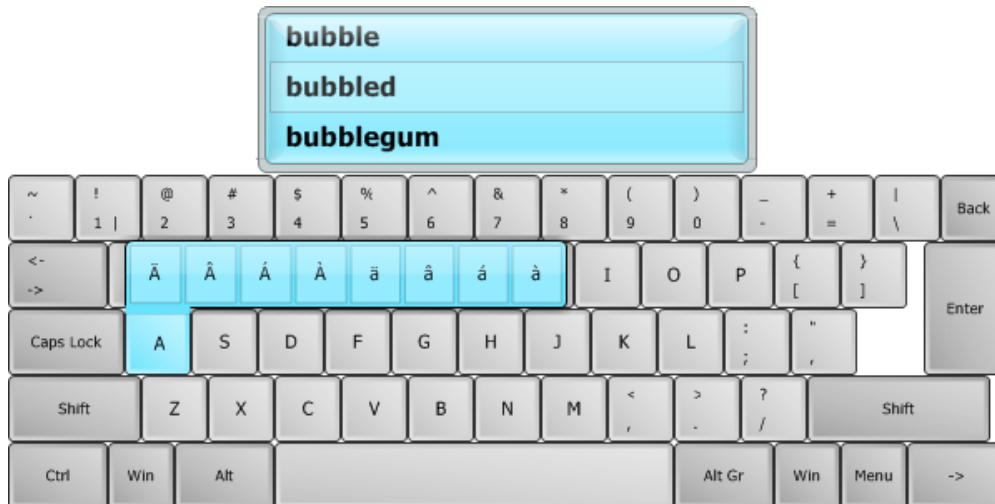 bubble
bubbled
bubblegum
~ ! @ # $ % ^ & * ( ) _ + |
` 1 | 2 3 4 5 6 7 8 9 0 - = \ Back
<- Ä Â Á À ä â á à I O P { }
-> [ ] Enter
Caps Lock A S D F G H J K L : "
; ,
Shift Z X C V B N M < > ? Shift
, . /
Ctrl Win Alt Alt Gr Win Menu ->